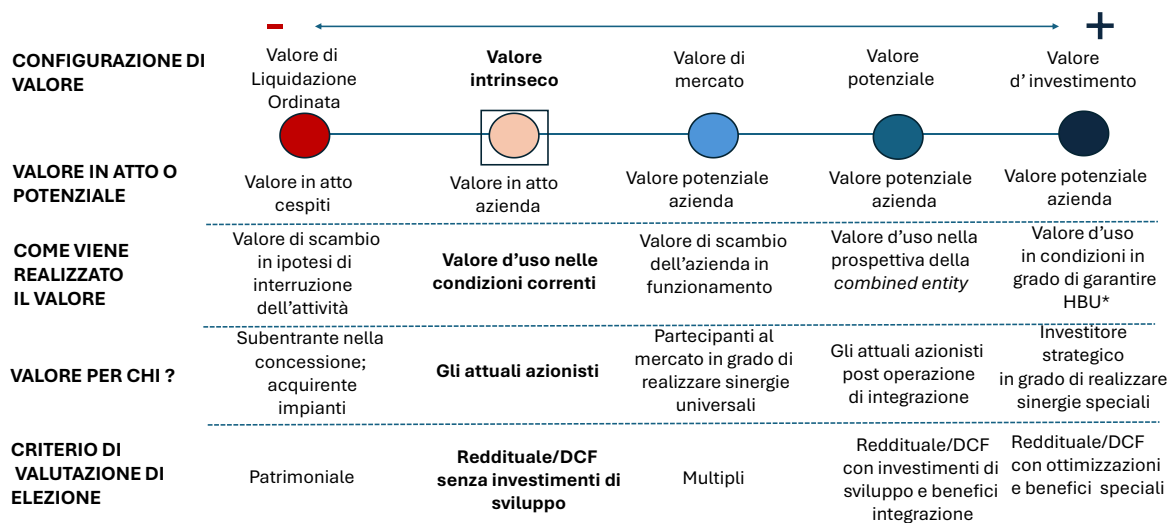 - +
CONFIGURAZIONE DI
VALORE
Valore di
Liquidazione
Ordinata
Valore
intrinseco
Valore di
mercato
Valore
potenziale
Valore
d’ investimento
VALORE IN ATTO O
POTENZIALE
Valore in atto
cespiti
Valore in atto
azienda
Valore potenziale
azienda
Valore potenziale
azienda
Valore potenziale
azienda
COME VIENE
REALIZZATO
IL VALORE
Valore di scambio
in ipotesi di
interruzione
dell’attività
Valore d’uso nelle
condizioni correnti
Valore di scambio
dell’azienda in
funzionamento
Valore d’uso nella
prospettiva della
combined entity
Valore d’uso
in condizioni in
grado di garantire
HBU*
VALORE PER CHI ?
Subentrante nella
concessione;
acquirente
impianti
Gli attuali azionisti
Partecipanti al
mercato in grado di
realizzare sinergie
universali
Gli attuali azionisti
post operazione
di integrazione
Investitore
strategico
in grado di realizzare
sinergie speciali
CRITERIO DI
VALUTAZIONE DI
ELEZIONE
Patrimoniale
Reddituale/DCF
senza investimenti di
sviluppo
Multipli
Reddituale/DCF
con investimenti di
sviluppo e benefici
integrazione
Reddituale/DCF
con ottimizzazioni
e benefici speciali